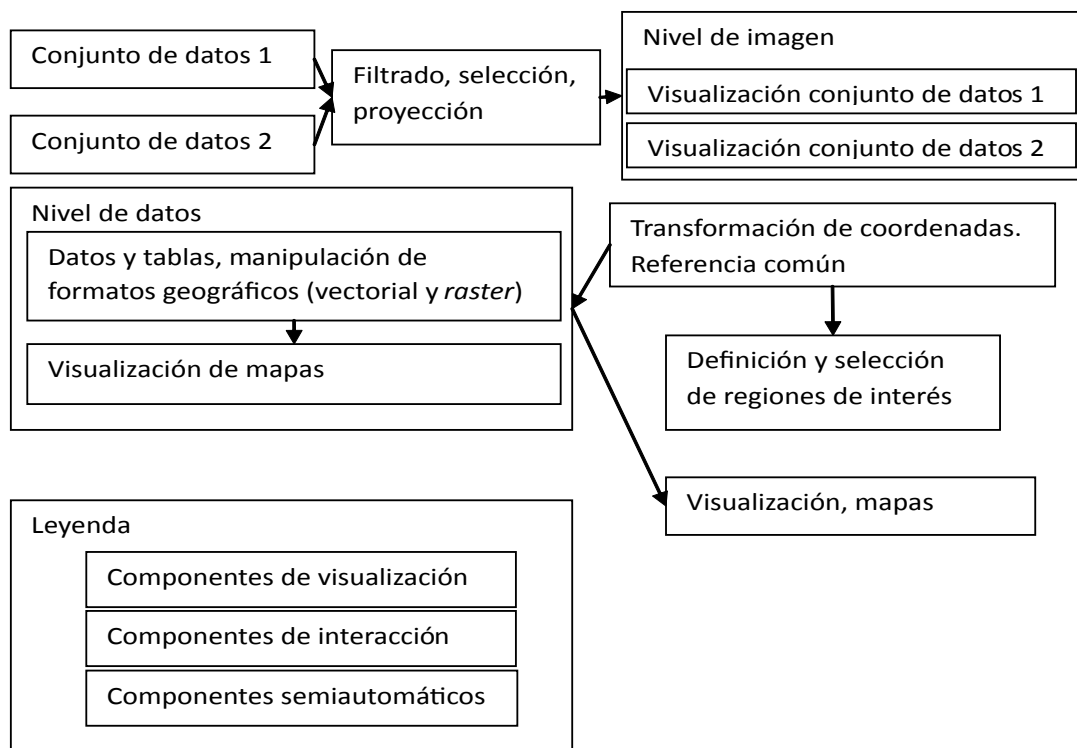 Conjunto de datos 1
Conjunto de datos 2
Filtrado, selección,
proyección
Nivel de imagen
Visualización conjunto de datos 1
Visualización conjunto de datos 2
Nivel de datos
Datos y tablas, manipulación de
formatos geográficos (vectorial y raster)
Visualización de mapas
Transformación de coordenadas.
Referencia común
Definición y selección
de regiones de interés
Visualización, mapas
Leyenda
Componentes de visualización
Componentes de interacción
Componentes semiautomáticos